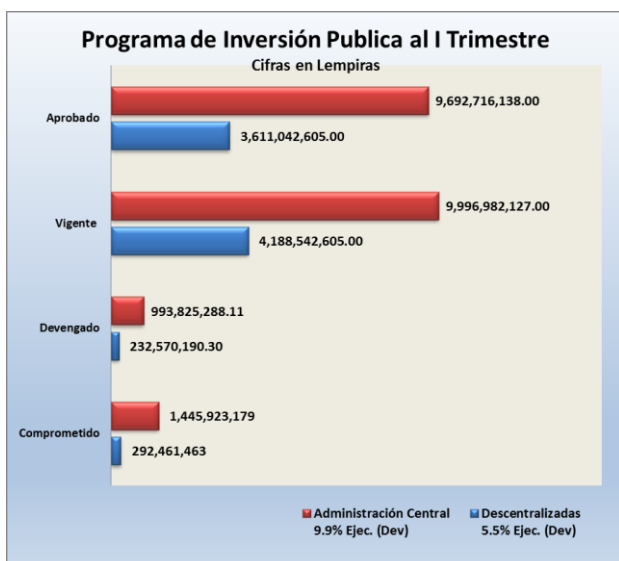 Programa de Inversión Publica al I Trimestre
Cifras en Lempiras
Aprobado
9,692,716,138.00
3,611,042,605.00
Vigente
9,996,982,127.00
4,188,542,605.00
Devengado
993,825,288.11
232,570,190.30
Comprometido
1,445,923,179
292,461,463
Administración Central
9.9% Ejec. (Dev)
Descentralizadas
5.5% Ejec. (Dev)